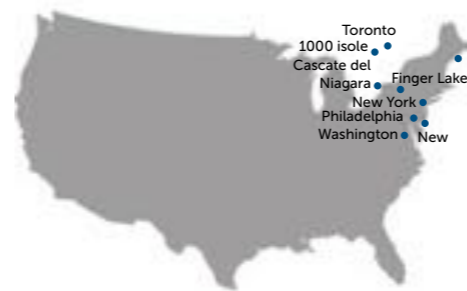 Toronto
1000 isole
Cascate del
Niagara
Finger Lake
New York
Philadelphia
New
Washington